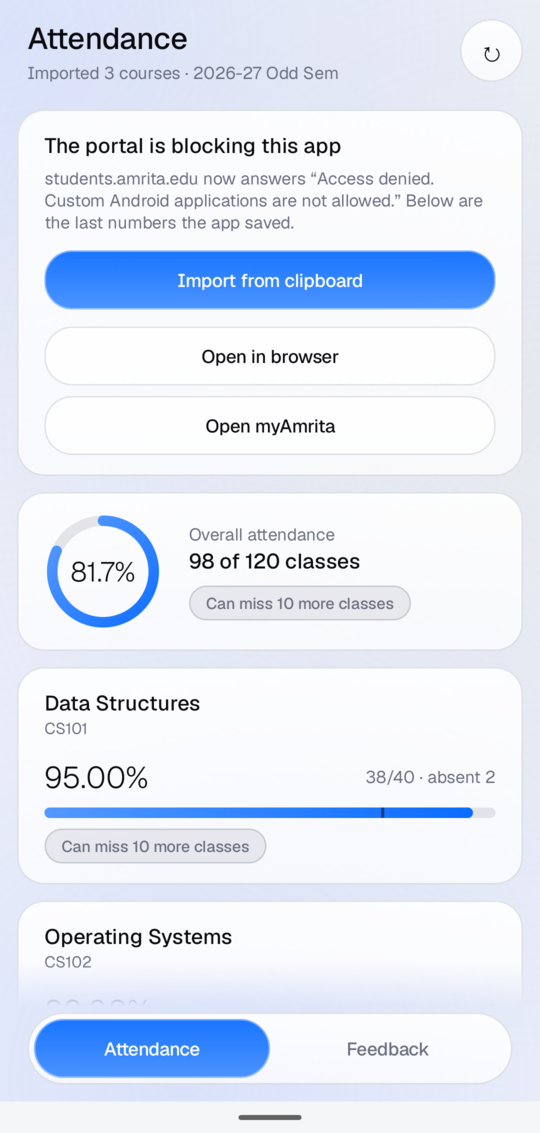 Attendance
Imported 3 courses · 2026-27 Odd Sem
The portal is blocking this app
students.amrita.edu now answers “Access denied.
Custom Android applications are not allowed.” Below are
the last numbers the app saved.
Import from clipboard
Open in browser
Open myAmrita
81.7%
Overall attendance
98 of 120 classes
Can miss 10 more classes
Data Structures
CS101
95.00%
38/40 · absent 2
Can miss 10 more classes
Operating Systems
CS102
Attendance
Feedback